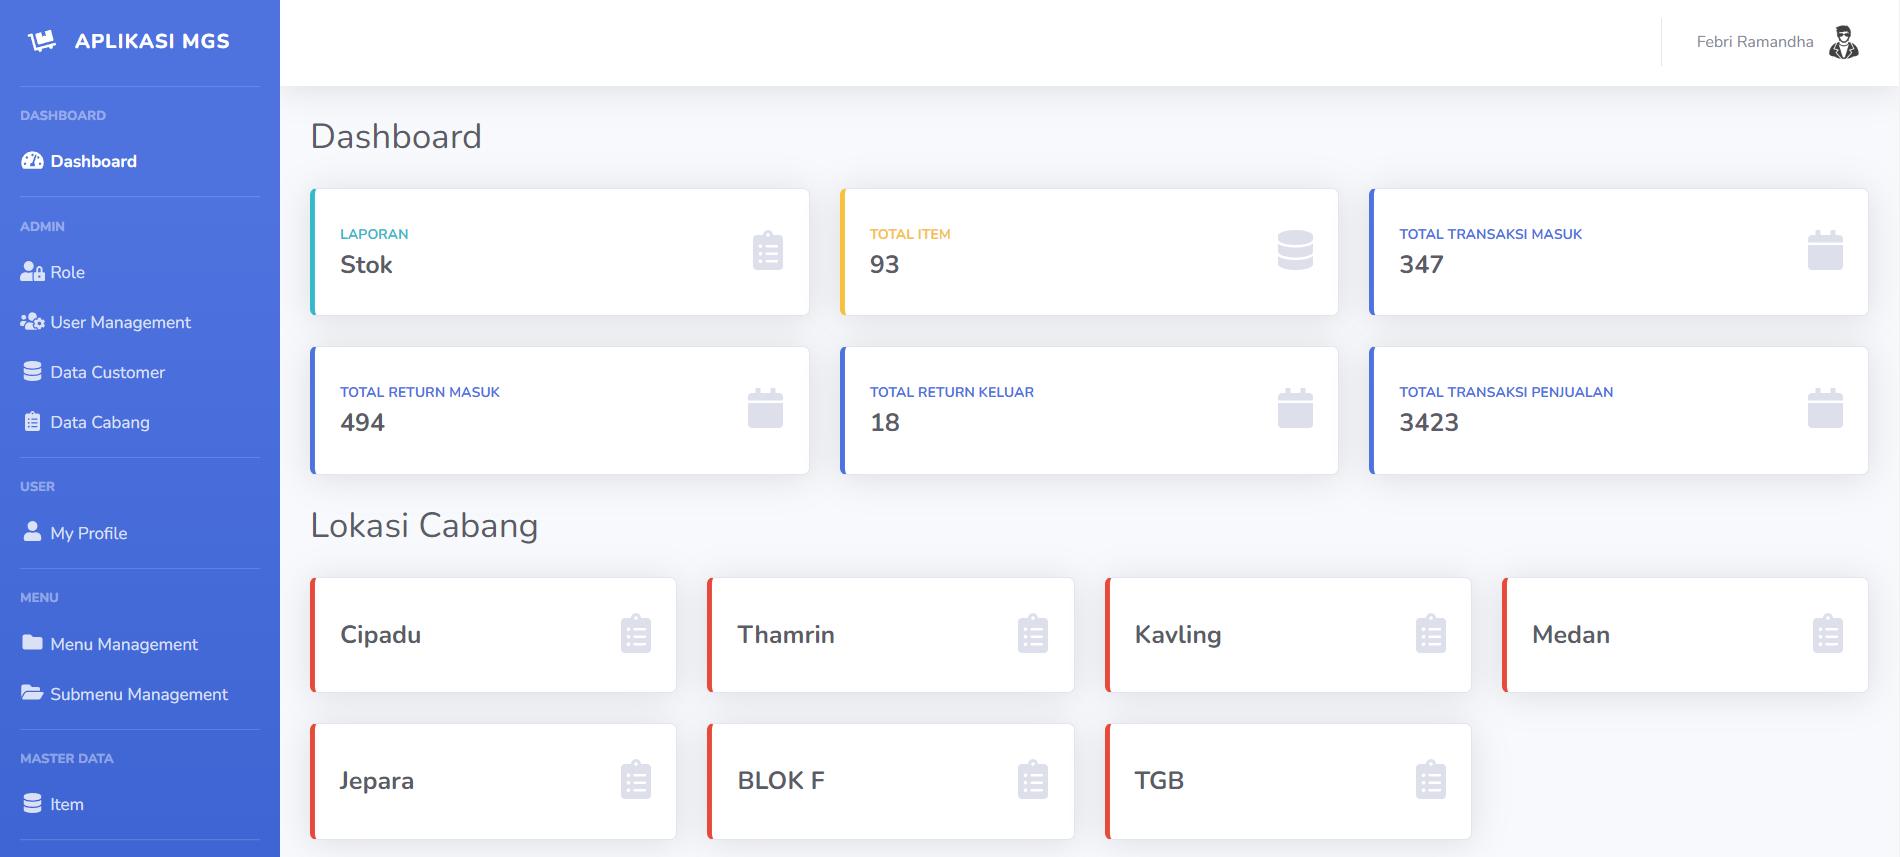 APLIKASI MGS
DASHBOARD
Dashboard
ADMIN
Role
User Management
Data Customer
Data Cabang
USER
My Profile
MENU
Menu Management
Submenu Management
MASTER DATA
Item
Febri Ramandha
Dashboard
LAPORAN
Stok
TOTAL ITEM
93
TOTAL TRANSAKSI MASUK
347
TOTAL RETURN MASUK
494
TOTAL RETURN KELUAR
18
TOTAL TRANSAKSI PENJUALAN
3423
Lokasi Cabang
Cipadu
Thamrin
Kavling
Medan
Jepara
BLOK F
TGB